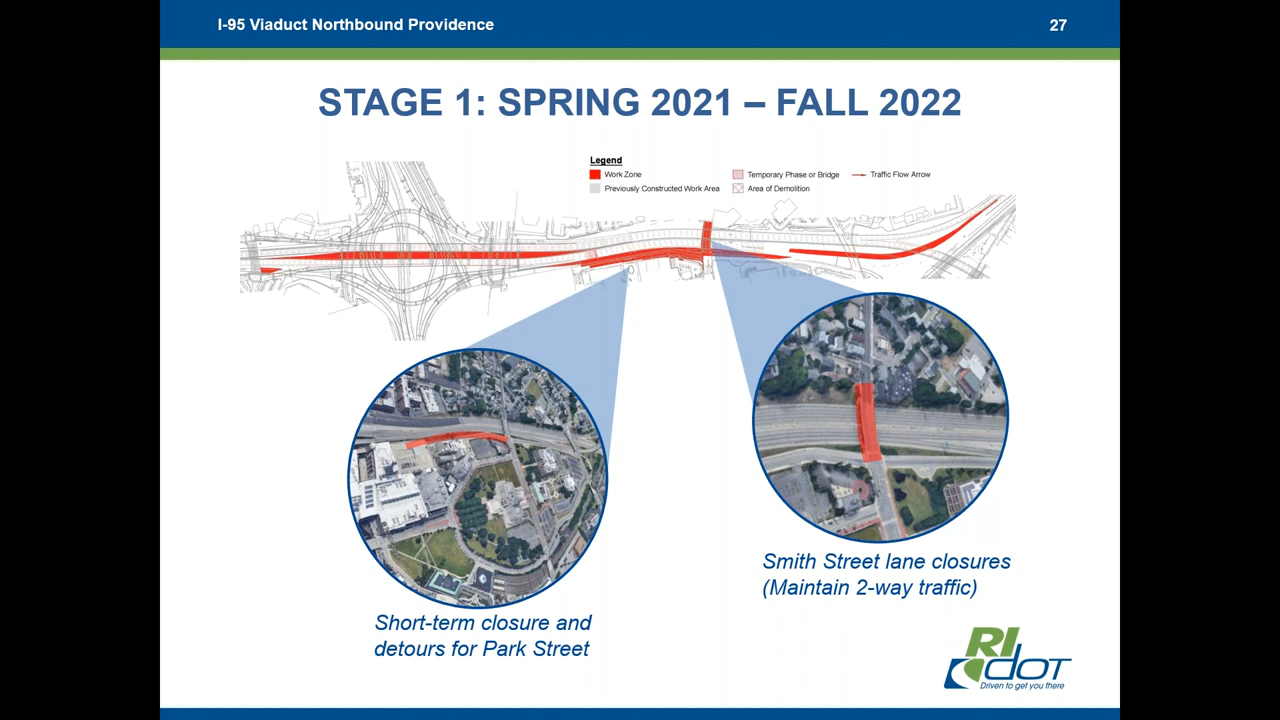 I-95 Viaduct Northbound Providence
27
STAGE 1: SPRING 2021 – FALL 2022
Legend
Work Zone
Temporary Phase or Bridge
Traffic Flow Arrow
Previously Constructed Work Area
Area of Demolition
Smith Street lane closures
(Maintain 2-way traffic)
Short-term closure and
detours for Park Street
RI
DOT
Driven to get you there